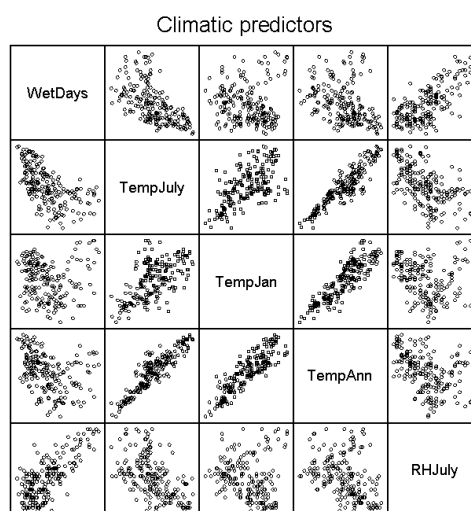 Climatic predictors
WetDays
TempJuly
TempJan
TempAnn
RHJuly